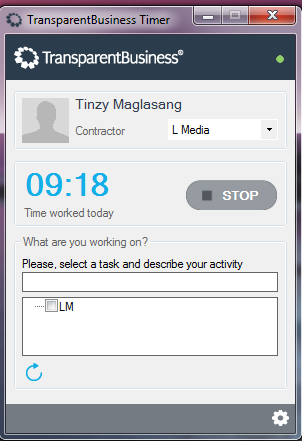 TransparentBusiness Timer
TransparentBusiness®
Tinzy Maglasang
Contractor
L Media
09:18
Time worked today
STOP
What are you working on?
Please, select a task and describe your activity
LM